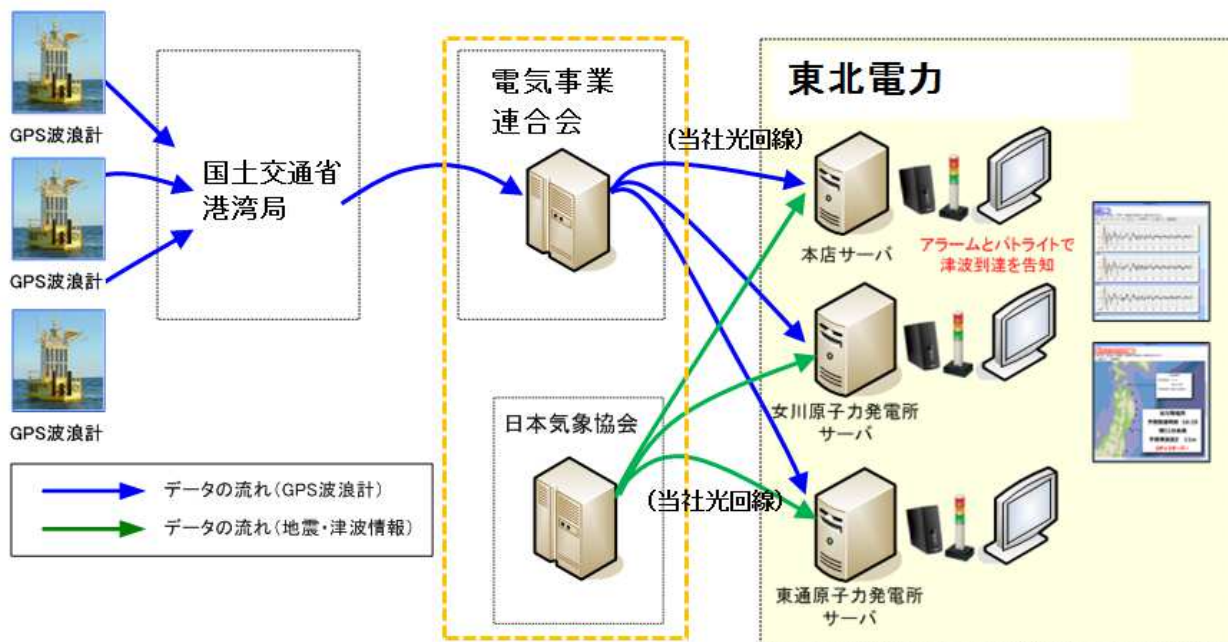 GPS波浪計
GPS波浪計
GPS波浪計
国土交通省
港湾局
電気事業
連合会
日本気象協会
(当社光回線)
(当社光回線)
東北電力
本店サーバ
アラームとパトライトで
津波到達を告知
女川原子力発電所
サーバ
東通原子力発電所
サーバ
データの流れ(GPS波浪計)
データの流れ(地震・津波情報)